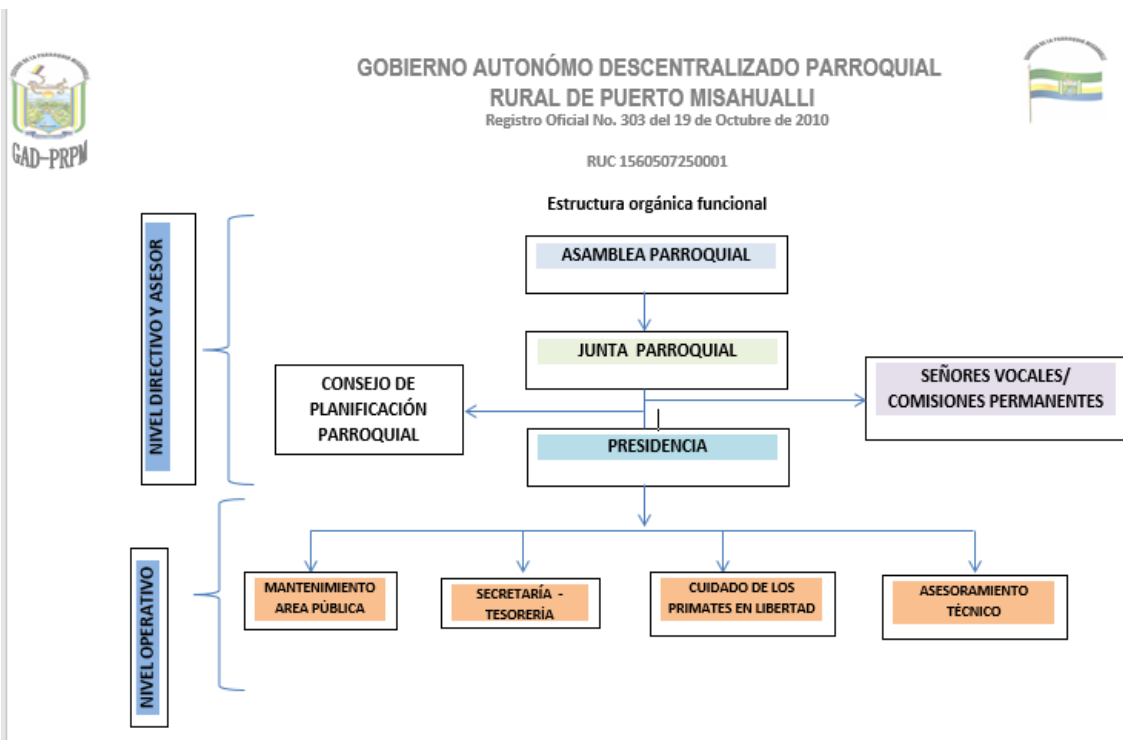 GOBIERNO AUTONÓMO DESCENTRALIZADO PARROQUIAL
RURAL DE PUERTO MISAHUALLI
Registro Oficial No. 303 del 19 de Octubre de 2010
GAD-PRPM
RUC 1560507250001
Estructura orgánica funcional
NIVEL DIRECTIVO Y ASESOR
ASAMBLEA PARROQUIAL
JUNTA PARROQUIAL
CONSEJO DE
PLANIFICACIÓN
PARROQUIAL
SEÑORES VOCALES/
COMISIONES PERMANENTES
PRESIDENCIA
NIVEL OPERATIVO
MANTENIMIENTO
AREA PÚBLICA
SECRETARÍA -
TESORERÍA
CUIDADO DE LOS
PRIMATES EN LIBERTAD
ASESORAMIENTO
TÉCNICO